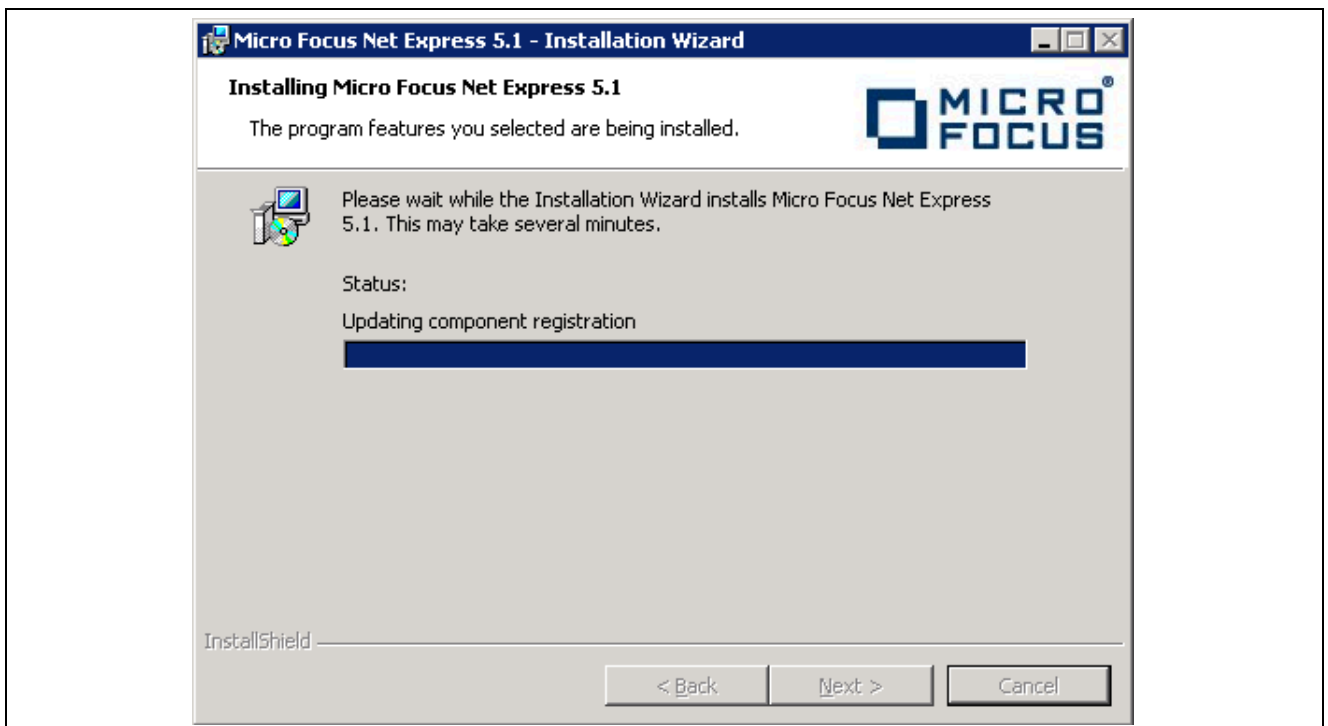 Micro Focus Net Express 5.1 - Installation Wizard
Installing Micro Focus Net Express 5.1
The program features you selected are being installed.
MICRO
FOCUS®
Please wait while the Installation Wizard installs Micro Focus Net Express
5.1. This may take several minutes.
Status:
Updating component registration
InstallShield
< Back
Next >
Cancel